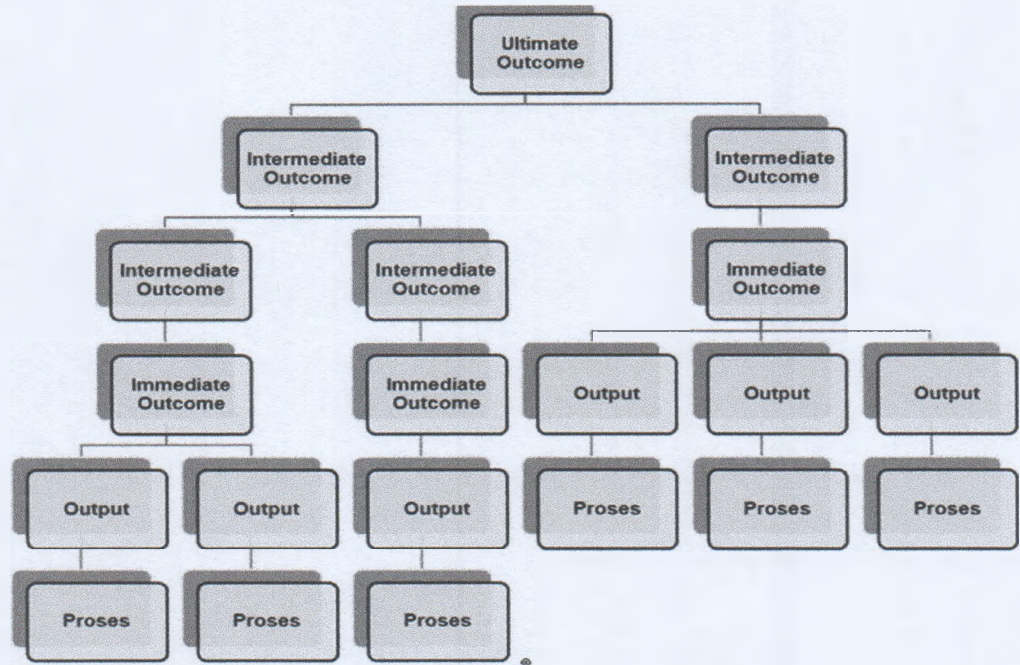 Ultimate
Outcome
Intermediate
Outcome
Intermediate
Outcome
Intermediate
Outcome
Intermediate
Outcome
Immediate
Outcome
Immediate
Outcome
Immediate
Outcome
Output
Output
Output
Output
Output
Output
Proses
Proses
Proses
Proses
Proses
Proses